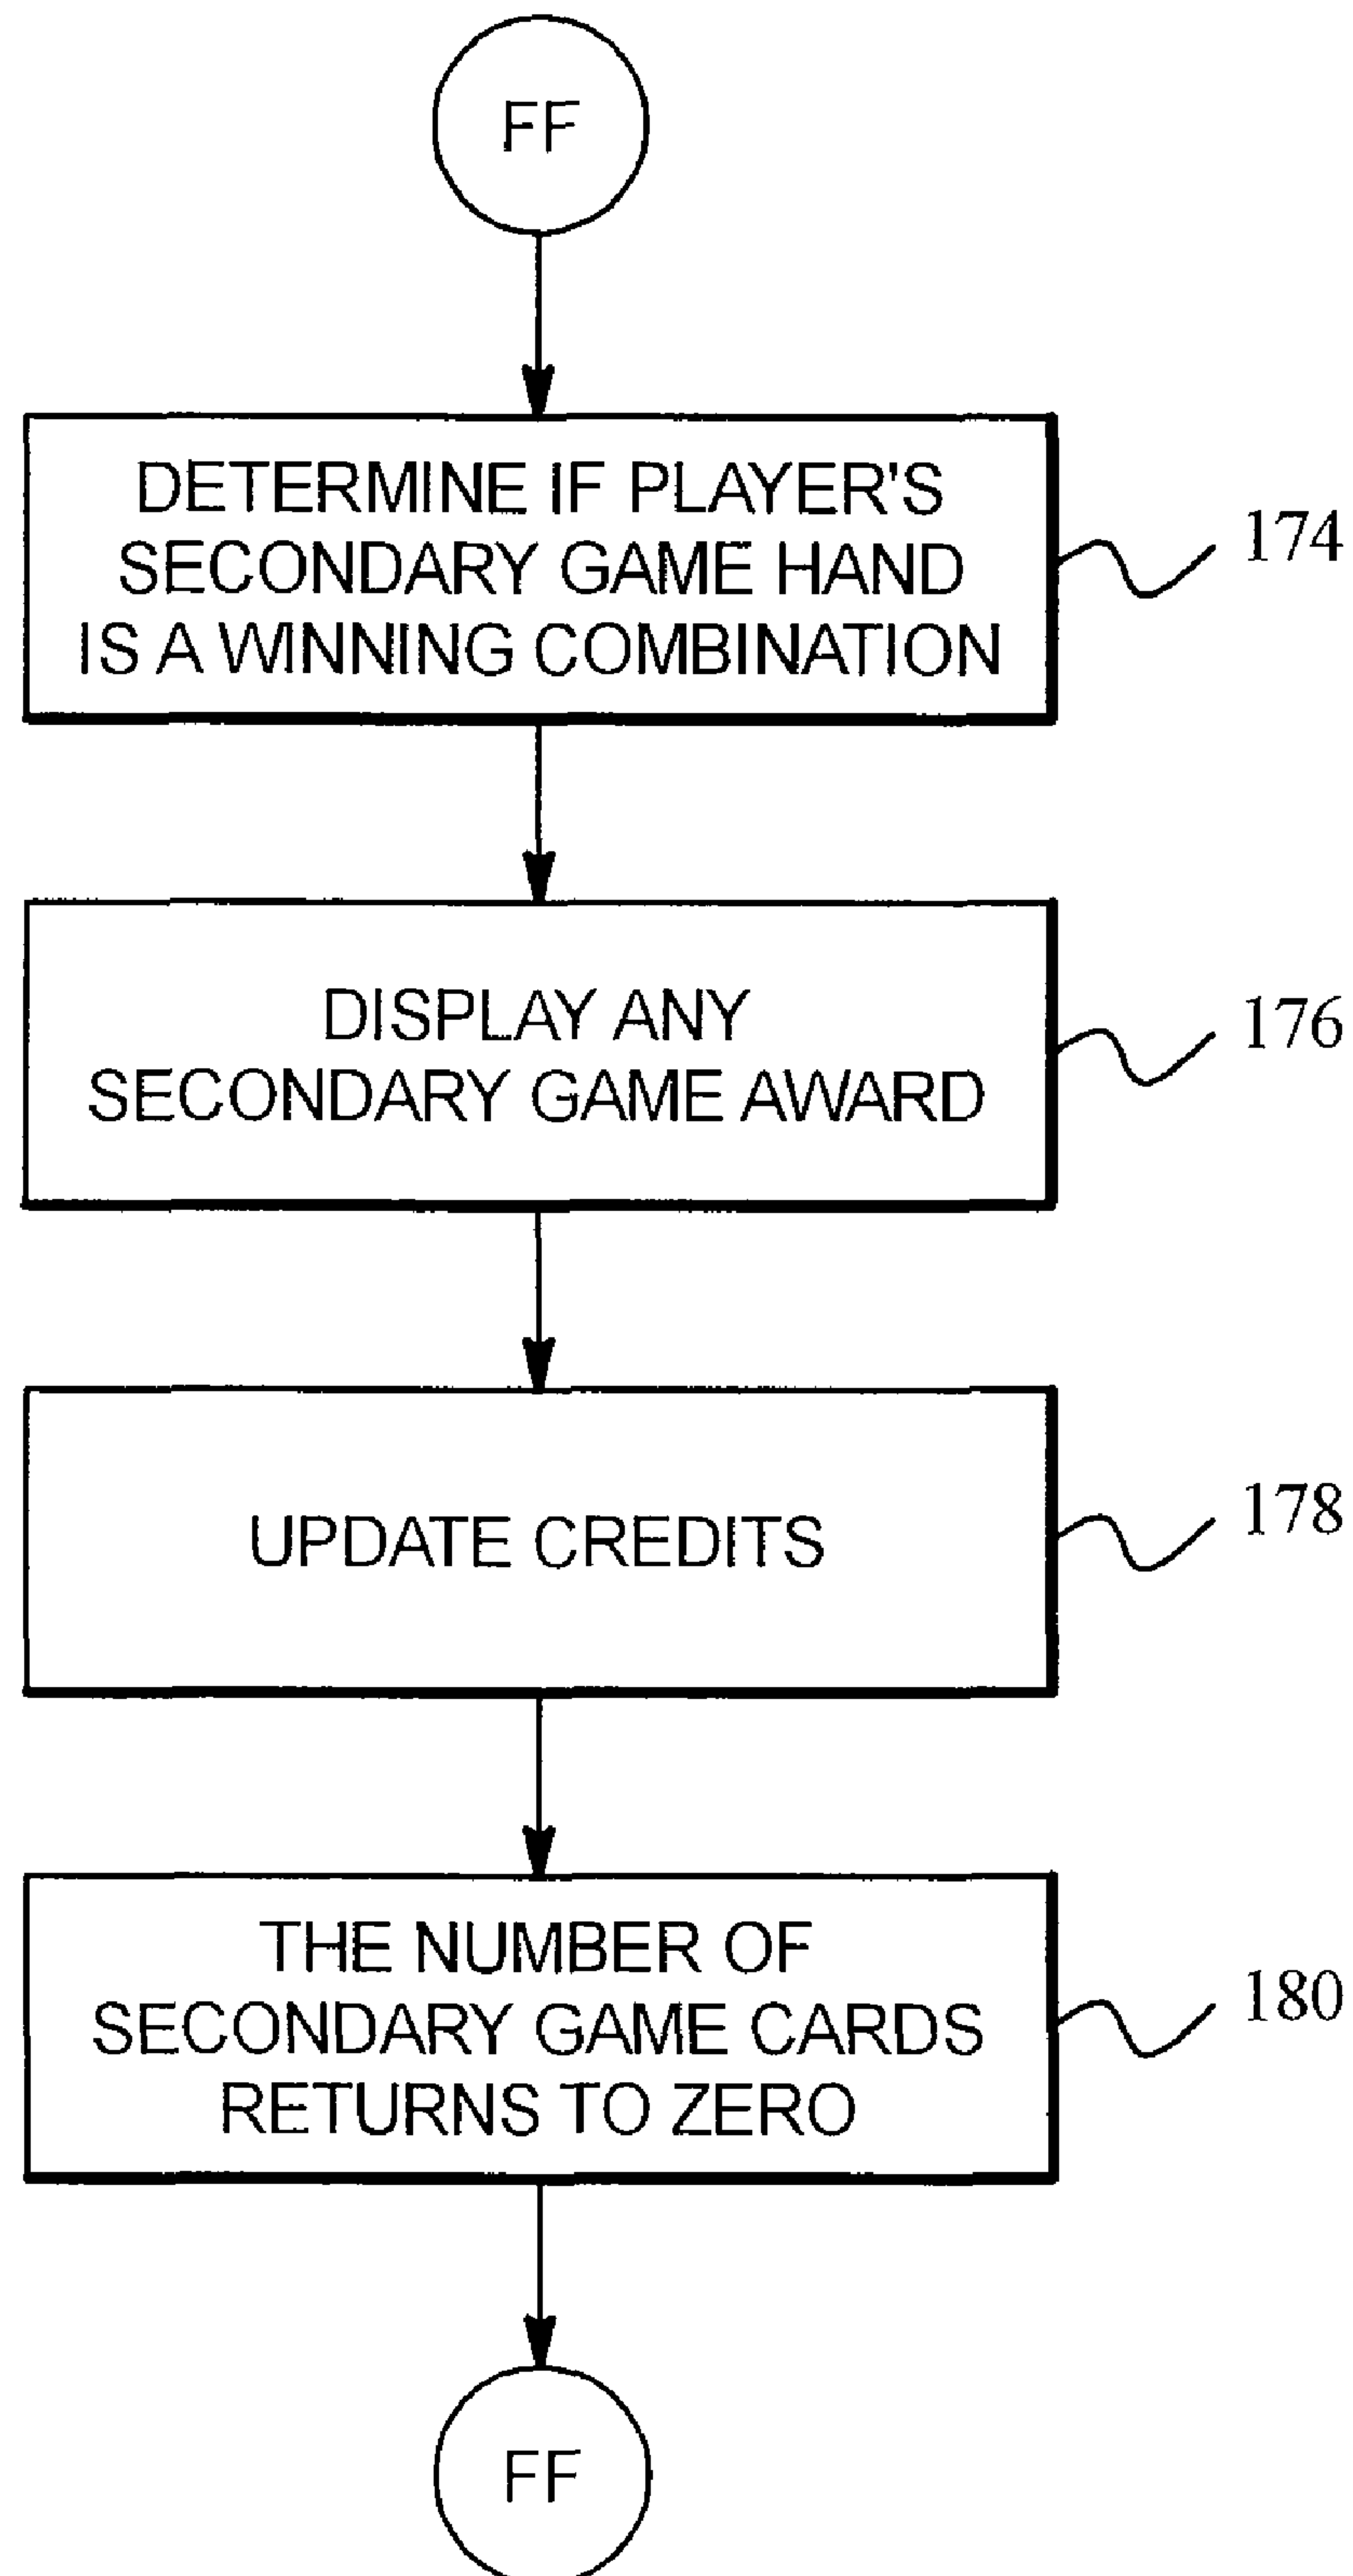 FF
DETERMINE IF PLAYER'S
SECONDARY GAME HAND
IS A WINNING COMBINATION
174
DISPLAY ANY
SECONDARY GAME AWARD
176
UPDATE CREDITS
178
THE NUMBER OF
SECONDARY GAME CARDS
RETURNS TO ZERO
180
FF